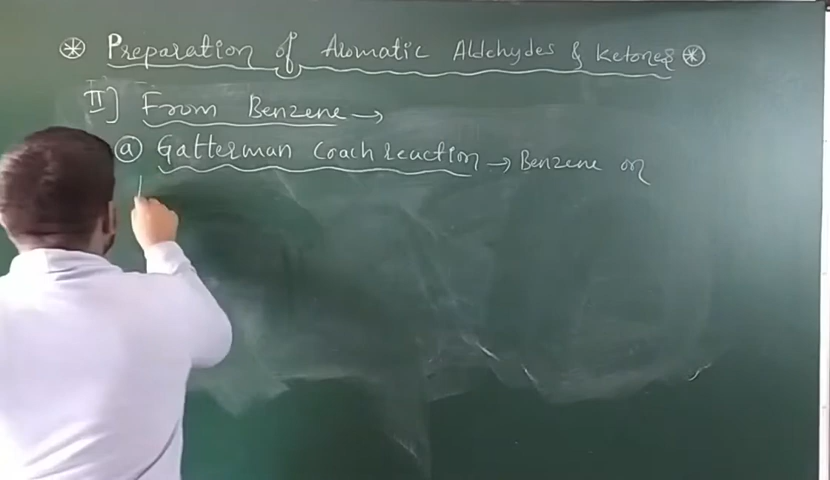 ⊛ Preparation of Aromatic Aldehydes & Ketones ⊛
II] From Benzene →
ⓐ Gatterman Coach reaction → Benzene or